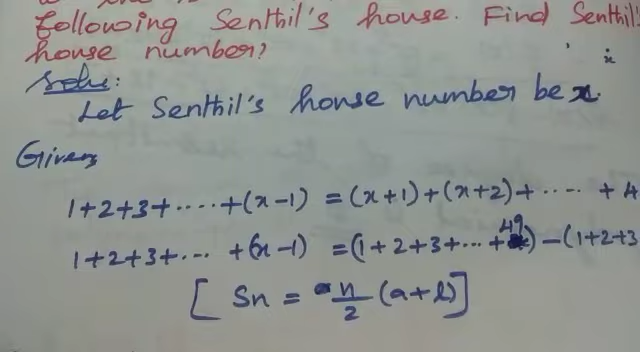 following Senthil's house. Find Senthil'
house number?
Solu:
Let Senthil's house number be x.
Given
1+2+3+.....+(x-1) = (x+1)+(x+2)+..... + 4
1+2+3+... +(x-1) = (1+2+3+...+49) - (1+2+3
[ Sn = n/2 (a+l)]